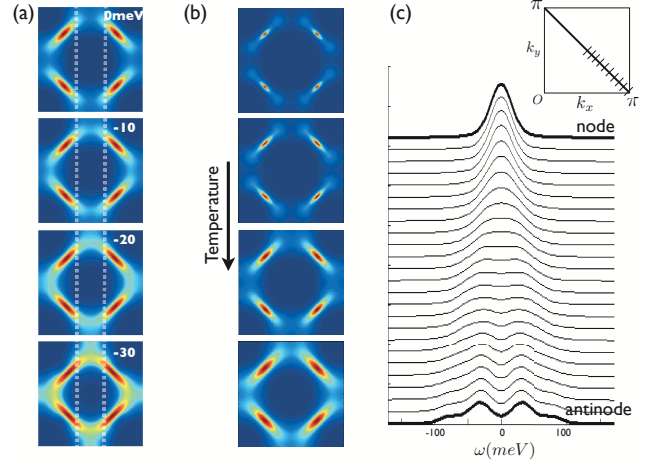 (a)
0meV
-10
-20
-30
(b)
Temperature
(c)
π
k_y
O
k_x
π
node
antinode
-100
0
100
ω(meV)